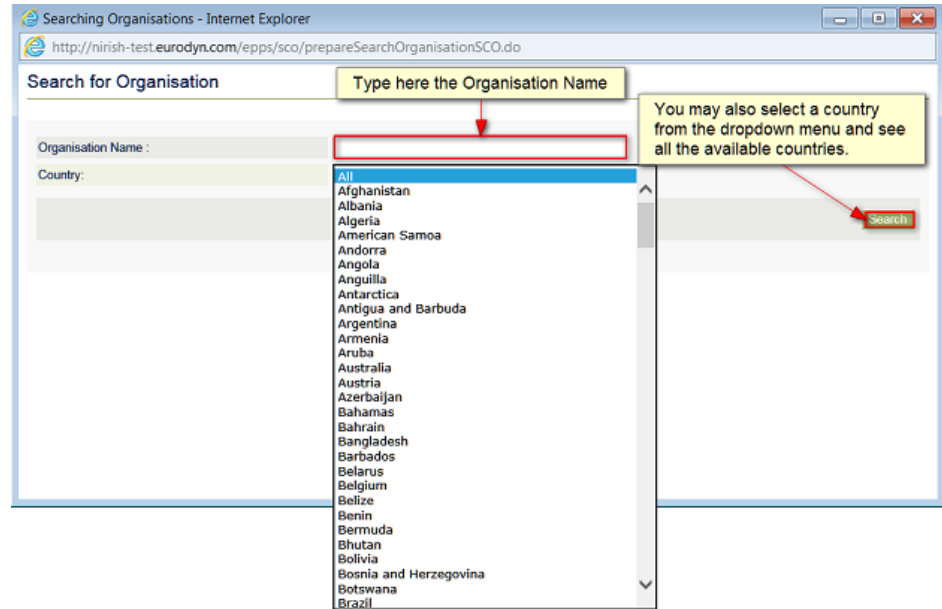 Searching Organisations - Internet Explorer
http://nirish-test.eurodyn.com/epps/sco/prepareSearchOrganisationSCO.do
Search for Organisation
Type here the Organisation Name
You may also select a country
from the dropdown menu and see
all the available countries.
Organisation Name :
Country:
All
Afghanistan
Albania
Algeria
American Samoa
Andorra
Angola
Anguilla
Antarctica
Antigua and Barbuda
Argentina
Armenia
Aruba
Australia
Austria
Azerbaijan
Bahamas
Bahrain
Bangladesh
Barbados
Belarus
Belgium
Belize
Benin
Bermuda
Bhutan
Bolivia
Bosnia and Herzegovina
Botswana
Brazil
Search